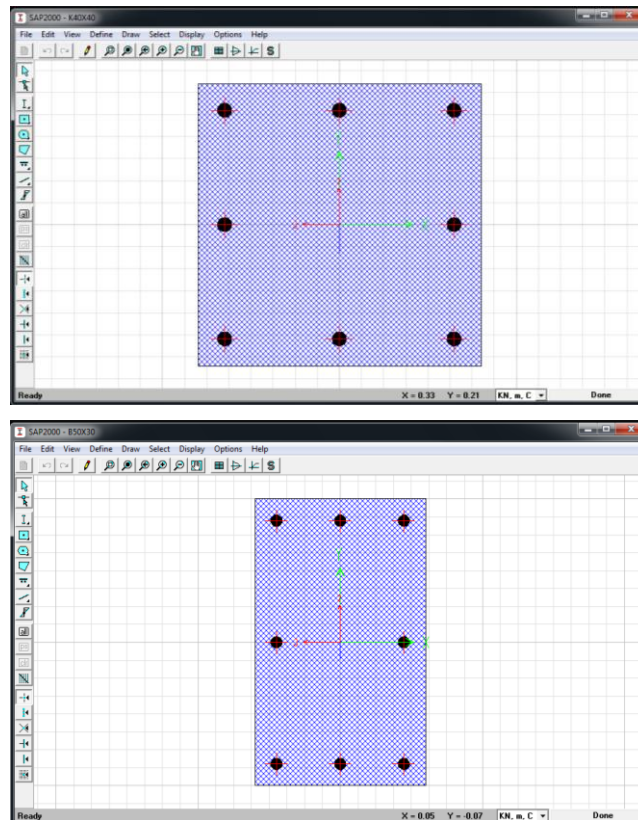 SAP2000 - K40X40
File Edit View Define Draw Select Display Options Help
Ready X = 0.33 Y = 0.21 KN, m, C Done
SAP2000 - B50X30
File Edit View Define Draw Select Display Options Help
Ready X = 0.05 Y = -0.07 KN, m, C Done